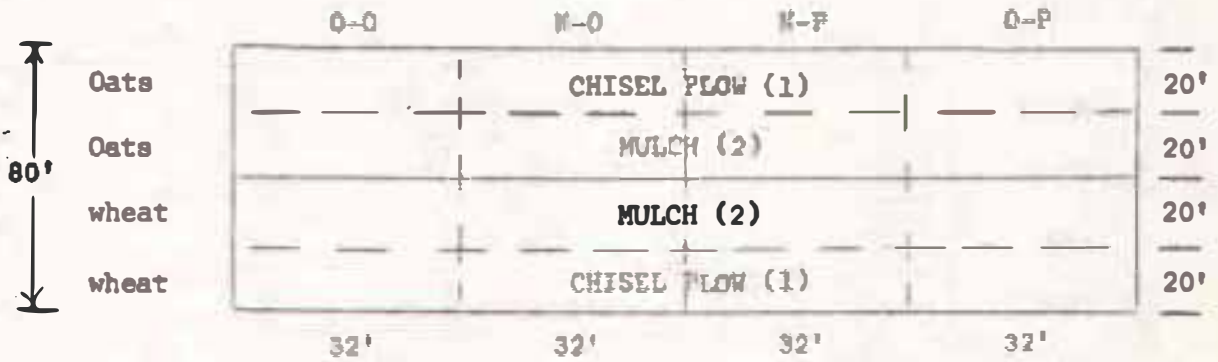 O-O N-O N-P O-P
Oats CHISEL PLOW (1) 20'
Oats MULCH (2) 20'
80'
wheat MULCH (2) 20'
wheat CHISEL PLOW (1) 20'
32' 32' 32' 32'